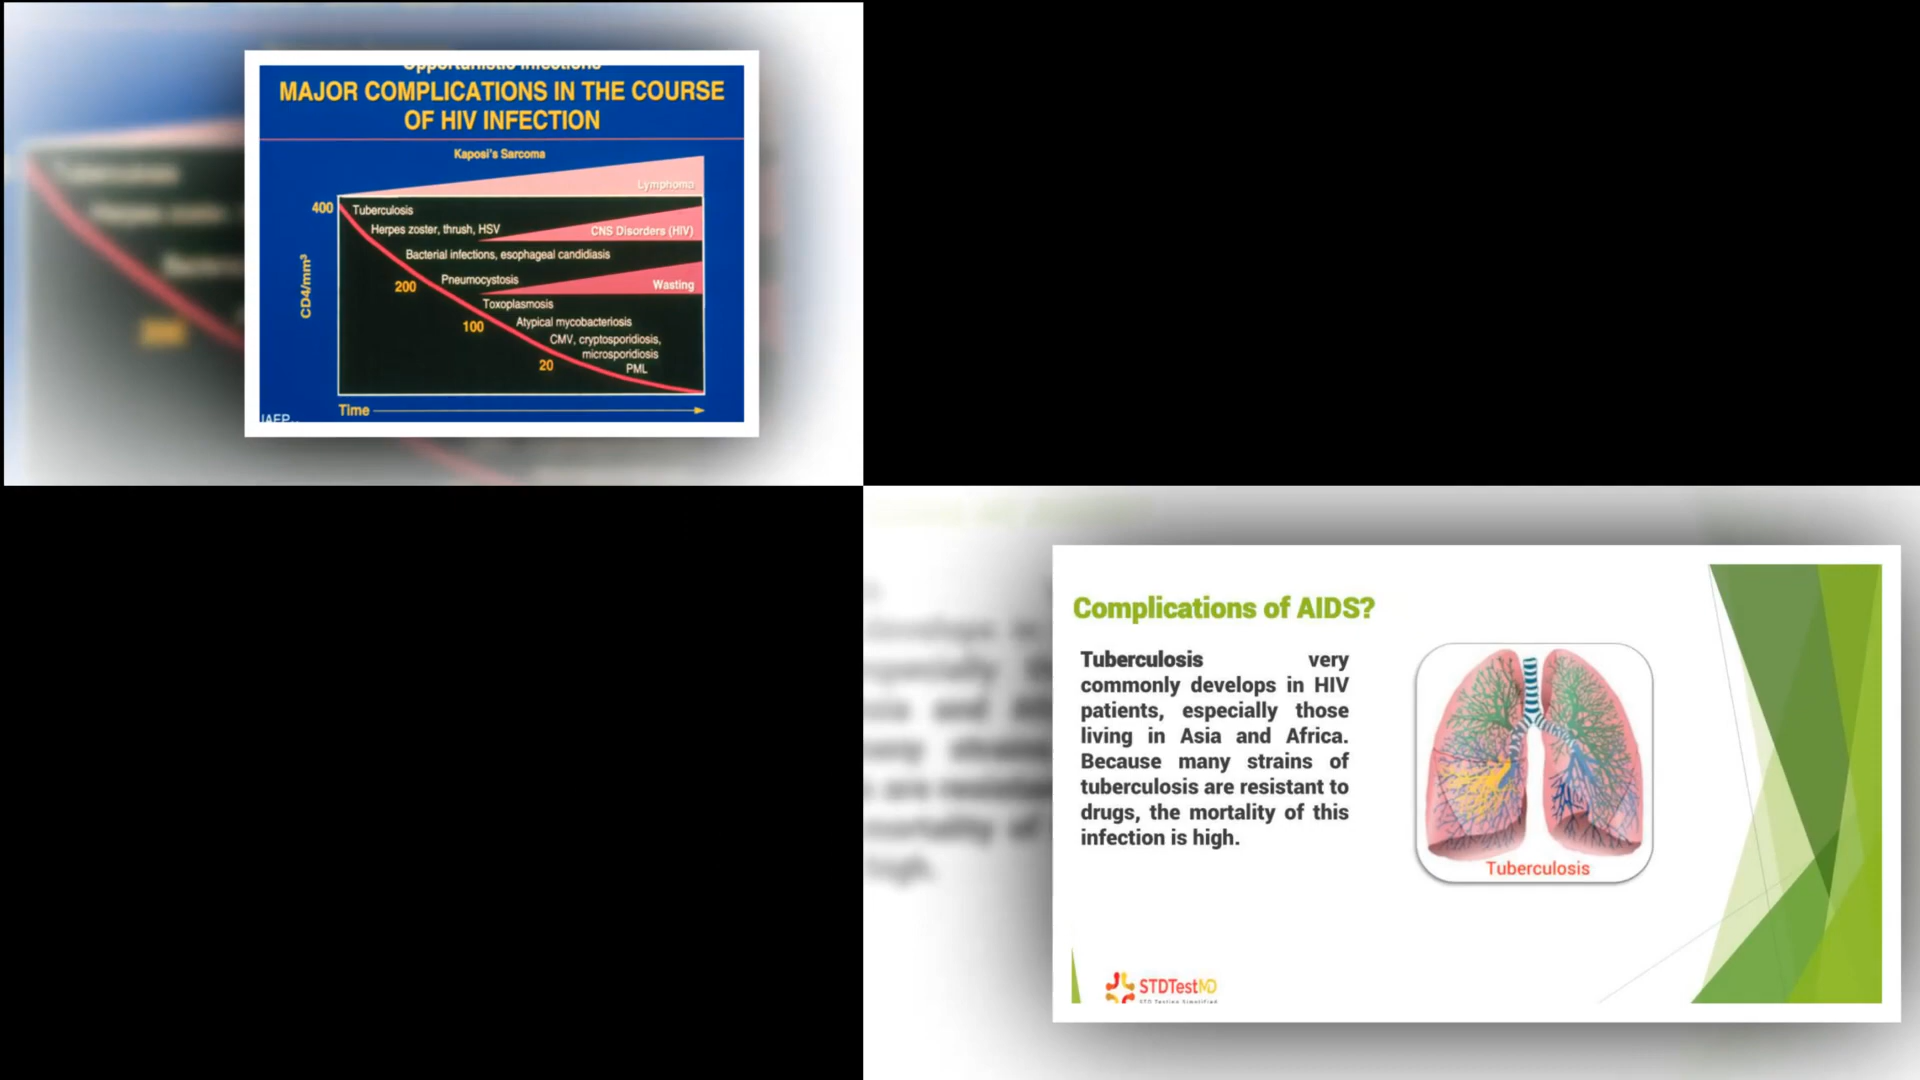 MAJOR COMPLICATIONS IN THE COURSE
OF HIV INFECTION
Kaposi's Sarcoma
Lymphoma
400
Tuberculosis
Herpes zoster, thrush, HSV
CNS Disorders (HIV)
Bacterial infections, esophageal candidiasis
CD4/mm³
Pneumocystosis
200
Wasting
Toxoplasmosis
100
Atypical mycobacteriosis
CMV, cryptosporidiosis,
microsporidiosis
20
PML
Time
Complications of AIDS?
Tuberculosis very
commonly develops in HIV
patients, especially those
living in Asia and Africa.
Because many strains of
tuberculosis are resistant to
drugs, the mortality of this
infection is high.
Tuberculosis
STDTestMD